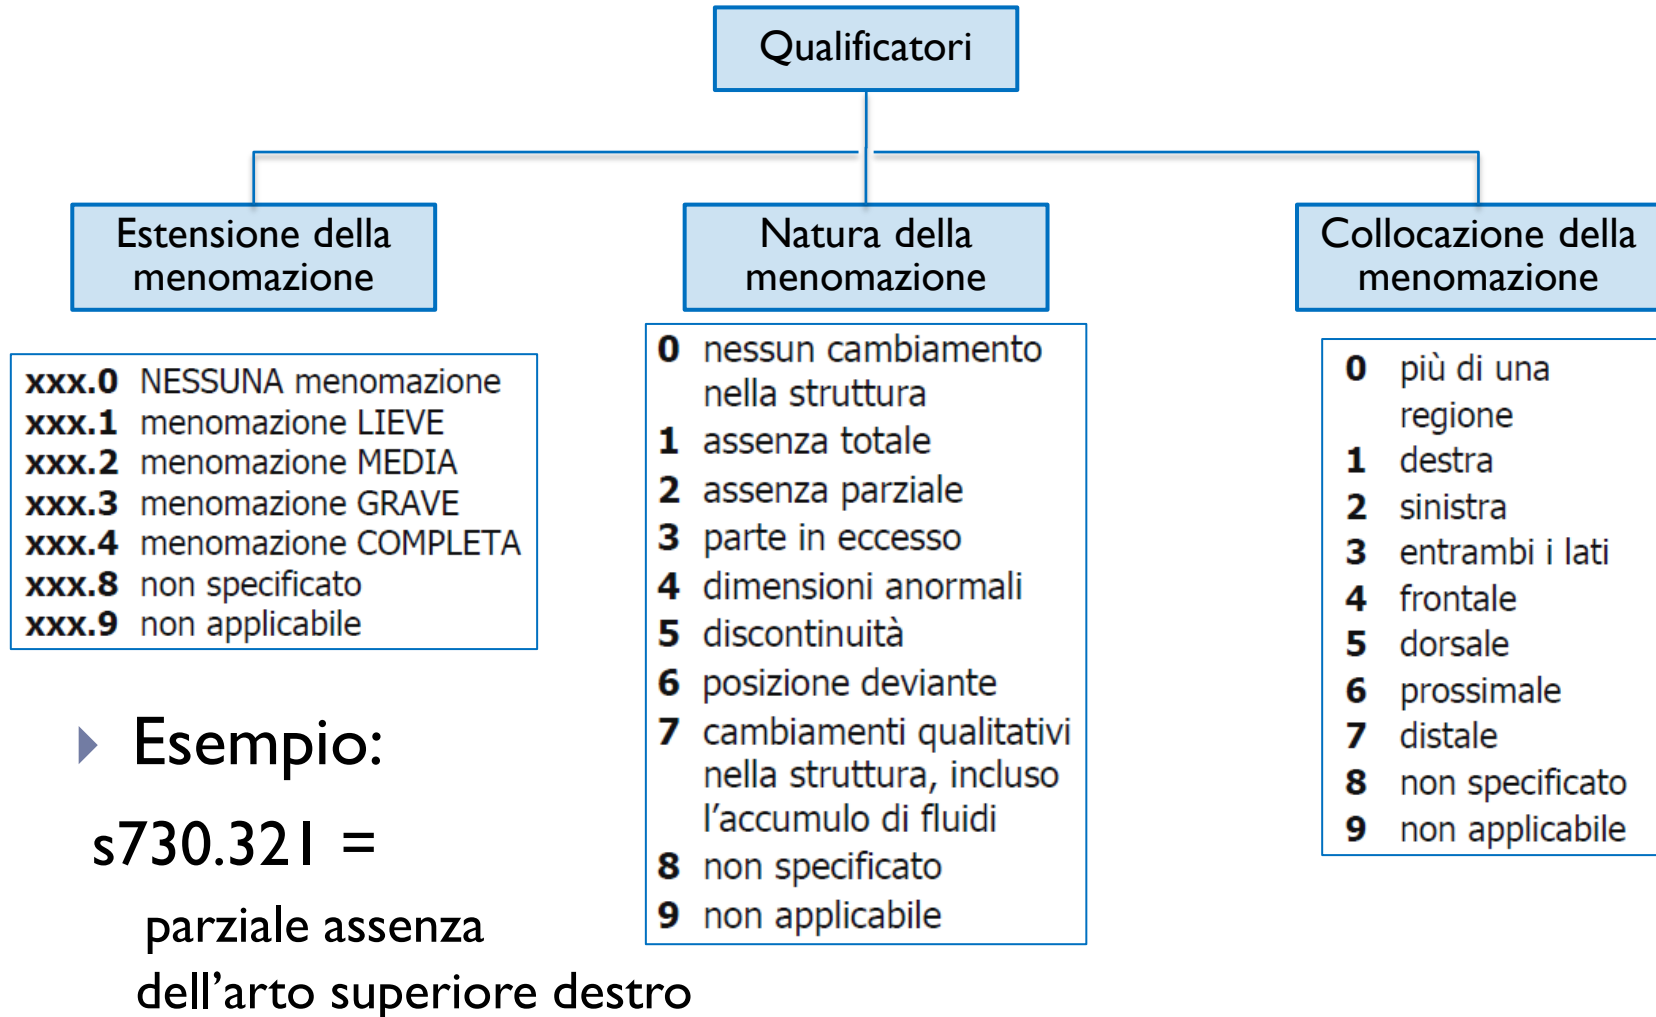 Qualificatori
Estensione della
menomazione
xxx.0 NESSUNA menomazione
xxx.1 menomazione LIEVE
xxx.2 menomazione MEDIA
xxx.3 menomazione GRAVE
xxx.4 menomazione COMPLETA
xxx.8 non specificato
xxx.9 non applicabile
Natura della
menomazione
0 nessun cambiamento
nella struttura
1 assenza totale
2 assenza parziale
3 parte in eccesso
4 dimensioni anormali
5 discontinuità
6 posizione deviante
7 cambiamenti qualitativi
nella struttura, incluso
l'accumulo di fluidi
8 non specificato
9 non applicabile
Collocazione della
menomazione
0 più di una
regione
1 destra
2 sinistra
3 entrambi i lati
4 frontale
5 dorsale
6 prossimale
7 distale
8 non specificato
9 non applicabile
Esempio:
s730.321 =
parziale assenza
dell'arto superiore destro